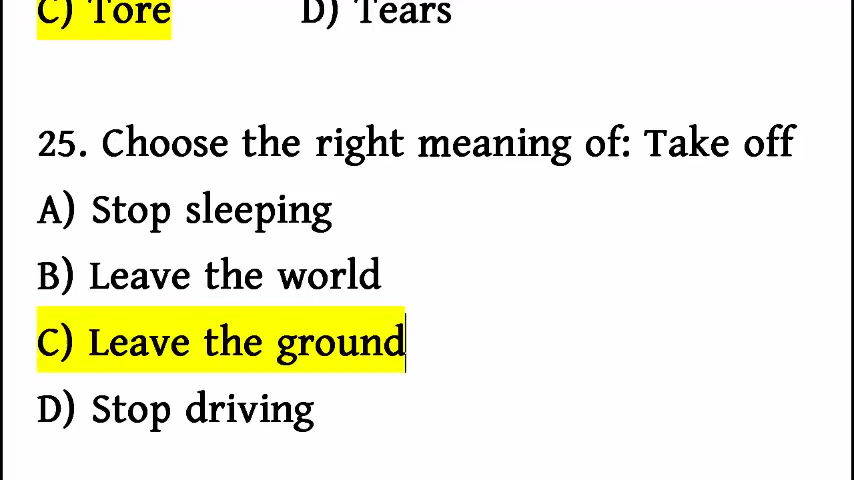 C) Tore D) Tears
25. Choose the right meaning of: Take off
A) Stop sleeping
B) Leave the world
C) Leave the ground
D) Stop driving